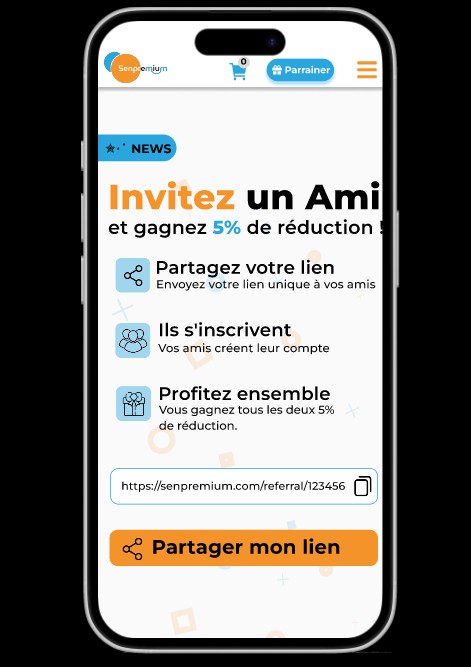 Senpremium
0
Parrainer
NEWS
Invitez un Ami
et gagnez 5% de réduction !
Partagez votre lien
Envoyez votre lien unique à vos amis
Ils s'inscrivent
Vos amis créent leur compte
Profitez ensemble
Vous gagnez tous les deux 5%
de réduction.
https://senpremium.com/referral/123456
Partager mon lien